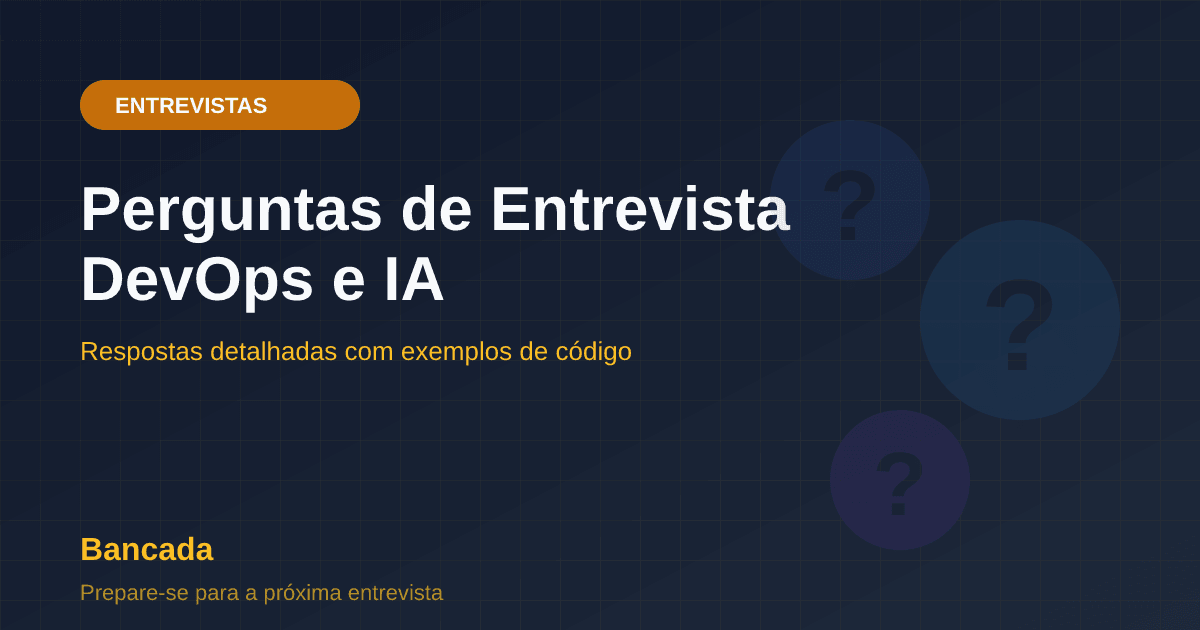 ENTREVISTAS
Perguntas de Entrevista
DevOps e IA
Respostas detalhadas com exemplos de código
?
?
?
Bancada
Prepare-se para a próxima entrevista